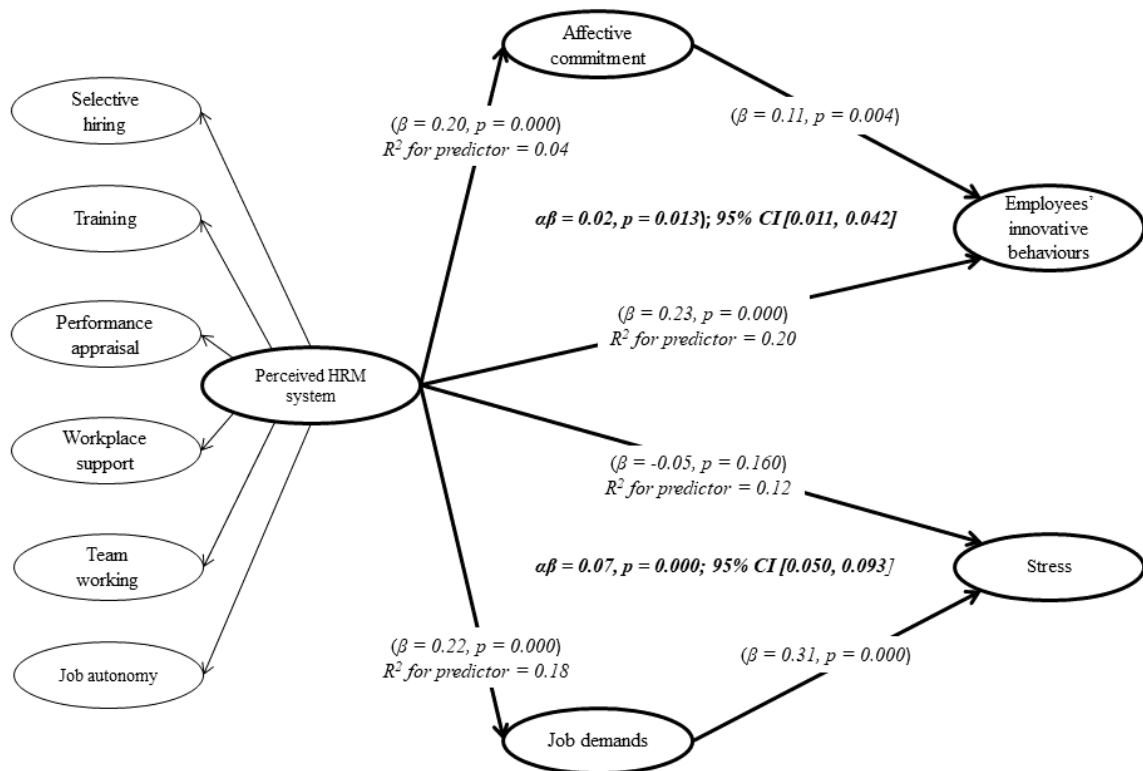 Affective
commitment
Selective
hiring
(β = 0.20, p = 0.000)
R² for predictor = 0.04
(β = 0.11, p = 0.004)
Training
αβ = 0.02, p = 0.013); 95% CI [0.011, 0.042]
Employees’
innovative
behaviours
Performance
appraisal
(β = 0.23, p = 0.000)
R² for predictor = 0.20
Perceived HRM
system
Workplace
support
(β = -0.05, p = 0.160)
R² for predictor = 0.12
Team
working
αβ = 0.07, p = 0.000; 95% CI [0.050, 0.093]
Stress
(β = 0.22, p = 0.000)
R² for predictor = 0.18
(β = 0.31, p = 0.000)
Job autonomy
Job demands